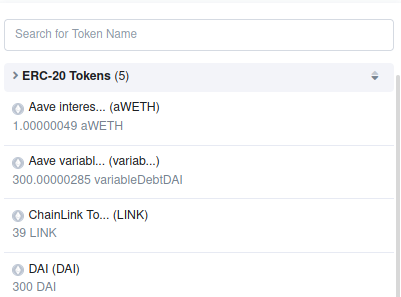 Search for Token Name
ERC-20 Tokens (5)
Aave interes... (aWETH)
1.00000049 aWETH
Aave variabl... (variab...)
300.00000285 variableDebtDAI
ChainLink To... (LINK)
39 LINK
DAI (DAI)
300 DAI